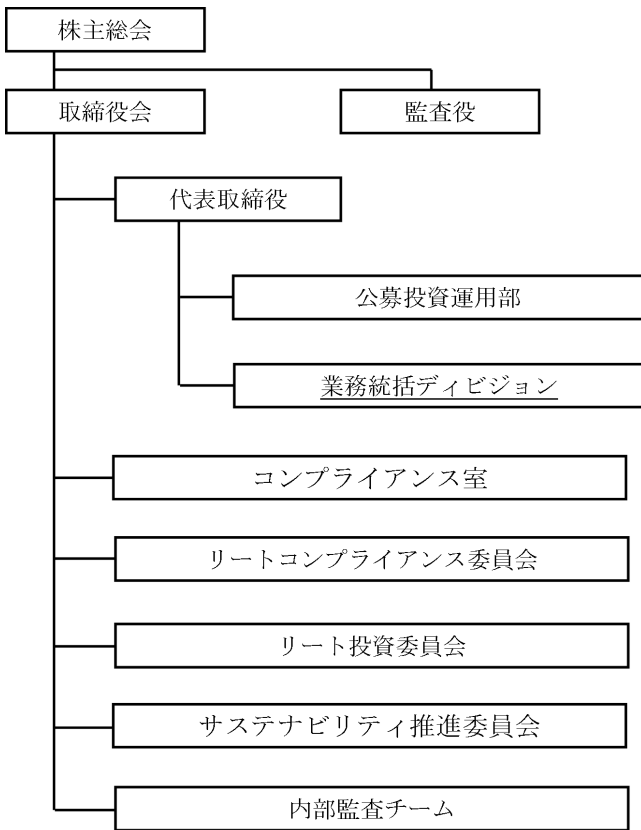 株主総会
取締役会
監査役
代表取締役
公募投資運用部
業務統括ディビジョン
コンプライアンス室
リートコンプライアンス委員会
リート投資委員会
サステナビリティ推進委員会
内部監査チーム